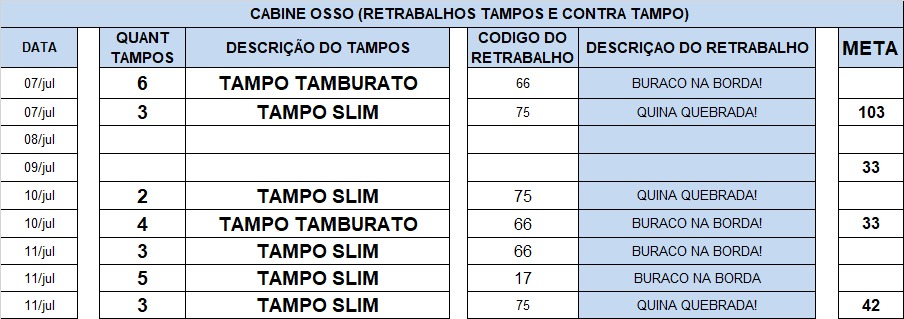 CABINE OSSO (RETRABALHOS TAMPOS E CONTRA TAMPO)
DATA QUANT TAMPOS DESCRIÇÃO DO TAMPOS CODIGO DO RETRABALHO DESCRIÇAO DO RETRABALHO META
07/jul 6 TAMPO TAMBURATO 66 BURACO NA BORDA!
07/jul 3 TAMPO SLIM 75 QUINA QUEBRADA! 103
08/jul
09/jul 33
10/jul 2 TAMPO SLIM 75 QUINA QUEBRADA!
10/jul 4 TAMPO TAMBURATO 66 BURACO NA BORDA! 33
11/jul 3 TAMPO SLIM 66 BURACO NA BORDA!
11/jul 5 TAMPO SLIM 17 BURACO NA BORDA
11/jul 3 TAMPO SLIM 75 QUINA QUEBRADA! 42